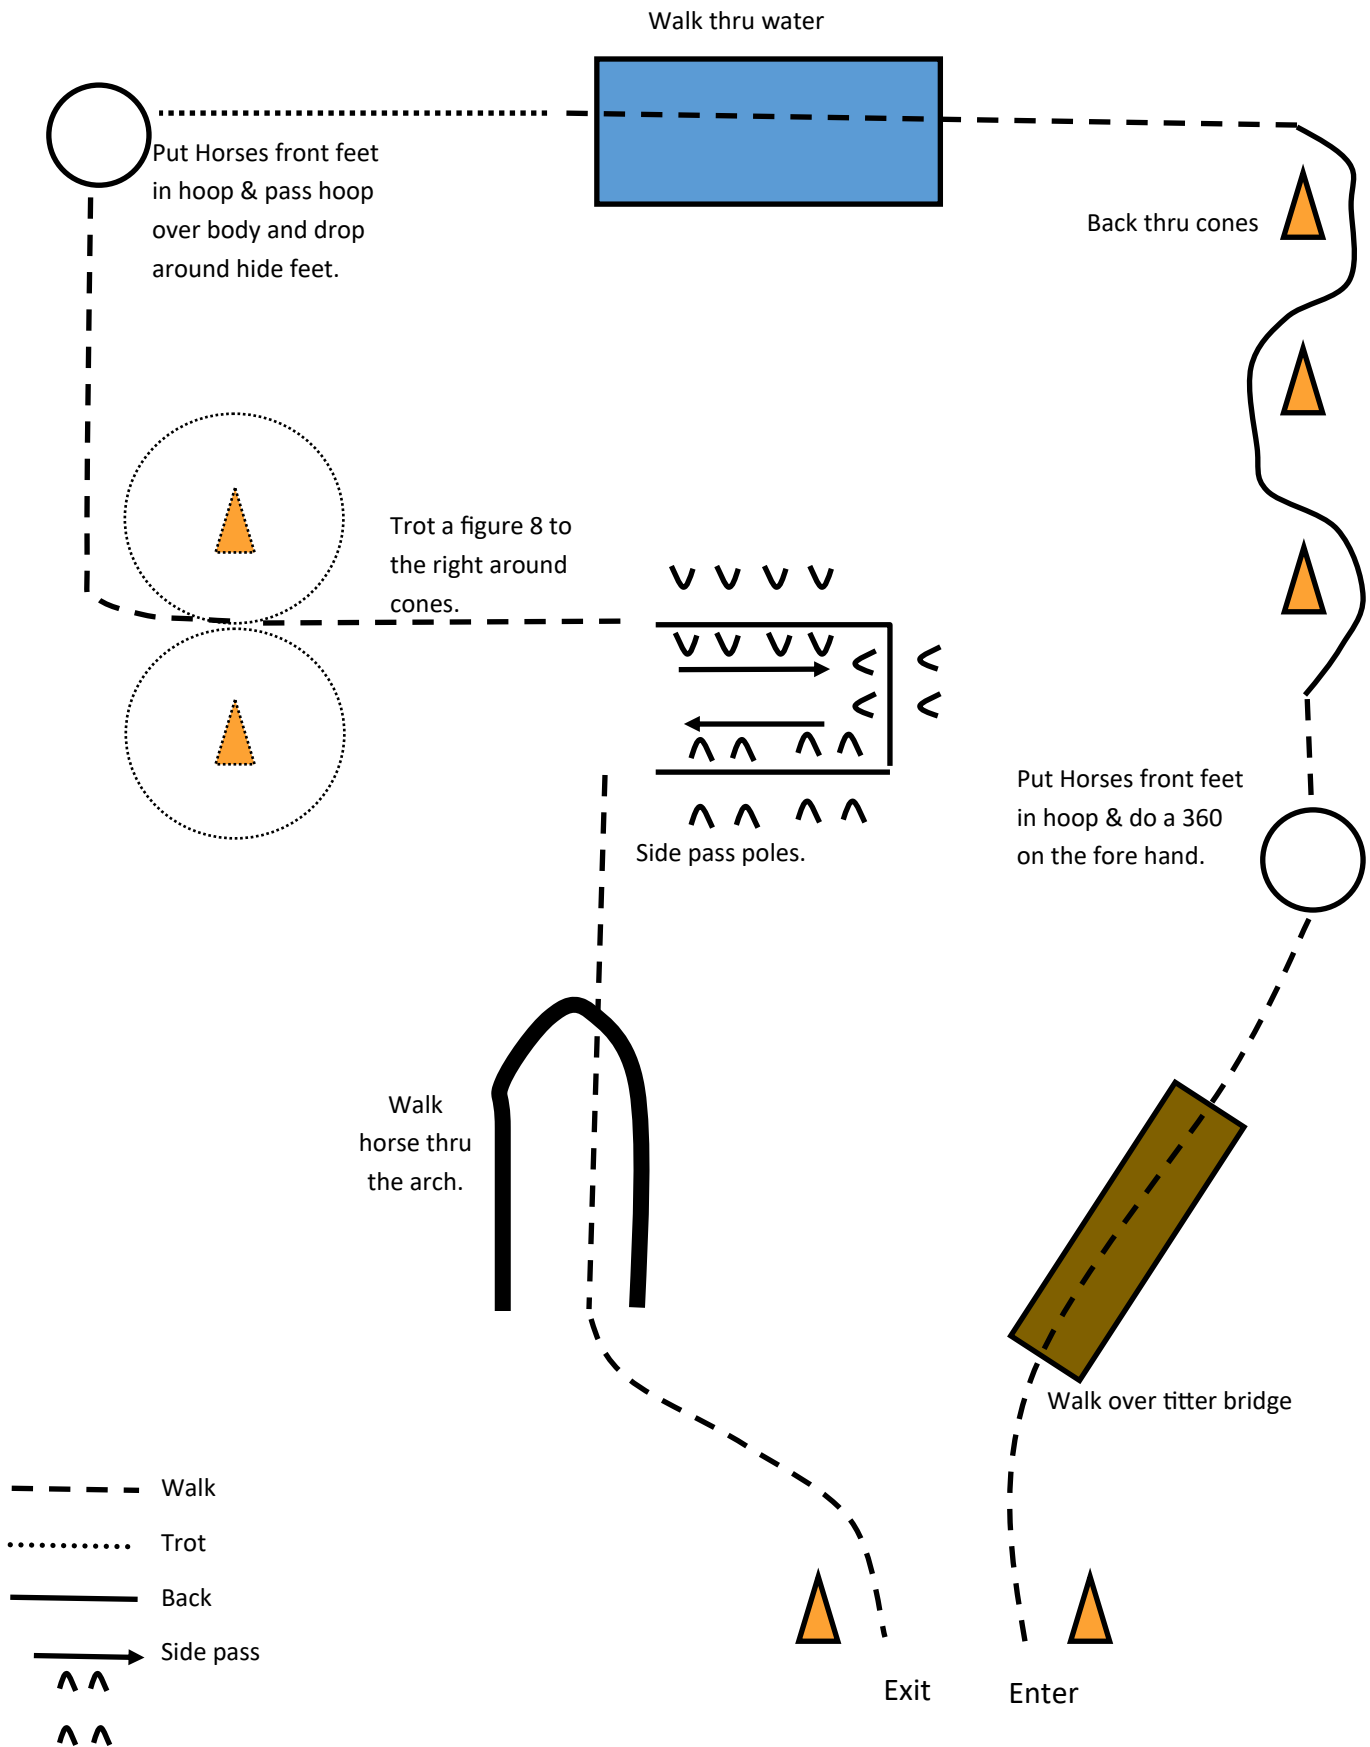 Walk thru water
Put Horses front feet
in hoop & pass hoop
over body and drop
around hide feet.
Back thru cones
Trot a figure 8 to
the right around
cones.
Put Horses front feet
in hoop & do a 360
on the fore hand.
Side pass poles.
Walk
horse thru
the arch.
Walk over titter bridge
Walk
Trot
Back
Side pass
Exit
Enter